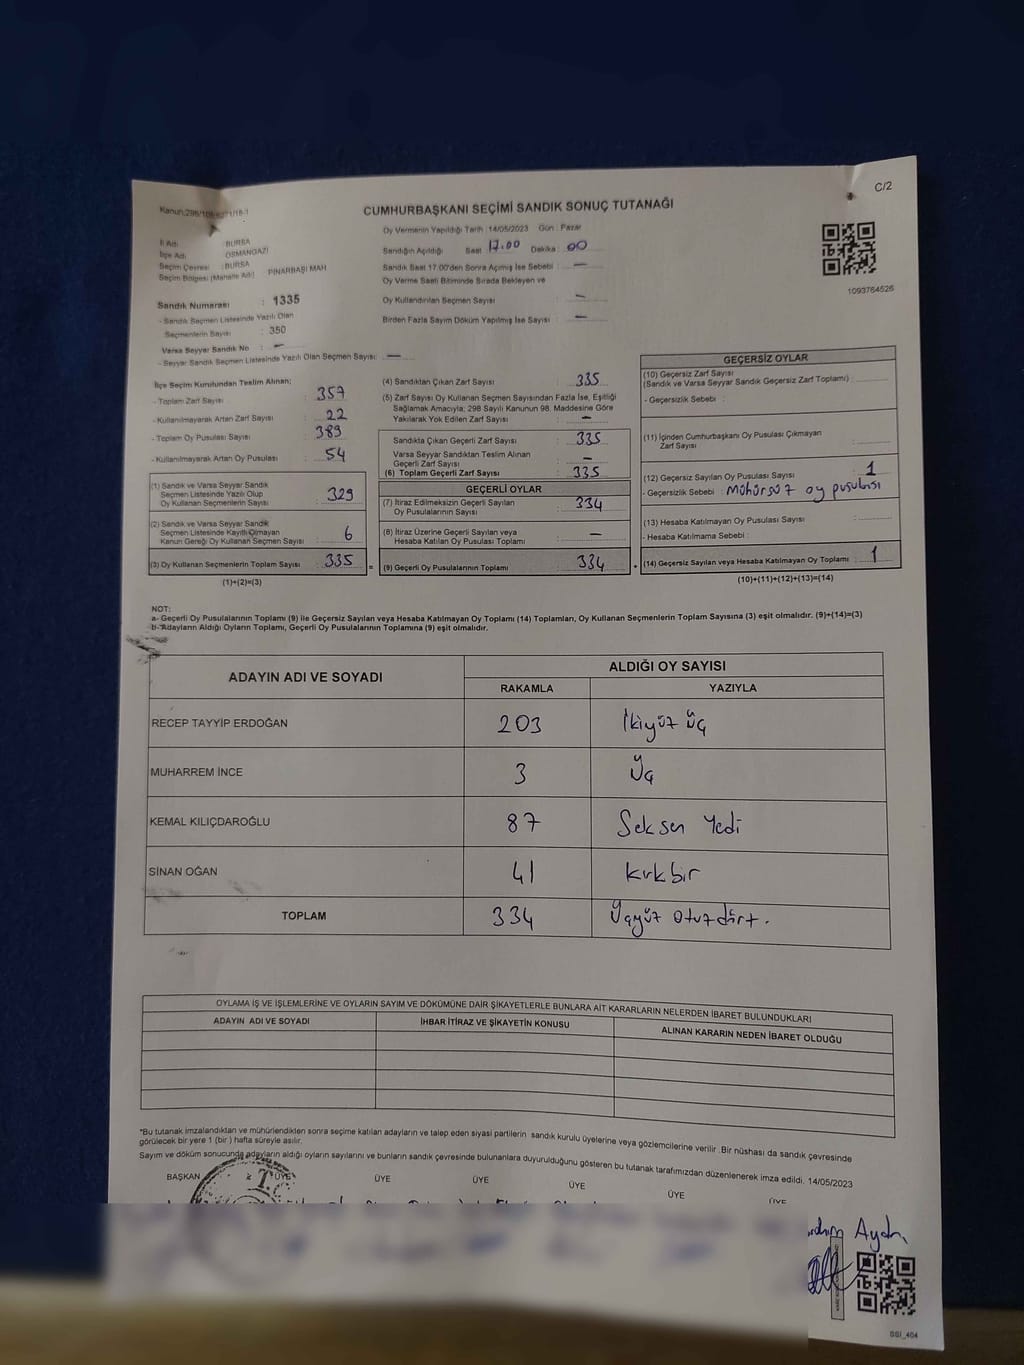 Kanun;298/105
C/2
CUMHURBAŞKANI SEÇİMİ SANDIK SONUÇ TUTANAĞI
İl Adı : BURSA
İlçe Adı : OSMANGAZİ
Seçim Çevresi : BURSA
Seçim Bölgesi (Mahalle Adı) : PINARBAŞI MAH
Sandık Numarası : 1335
- Sandık Seçmen Listesinde Yazılı Olan
Seçmenlerin Sayısı : 350
Varsa Seyyar Sandık No : —
- Seyyar Sandık Seçmen Listesinde Yazılı Olan Seçmen Sayısı: —
Oy Vermenin Yapıldığı Tarih : 14/05/2023 Gün : Pazar
Sandığın Açıldığı Saat 17.00 Dakika : 00
Sandık Saat 17.00'den Sonra Açımış İse Sebebi : —
Oy Verme Saati Bitiminde Sırada Bekleyen ve
Oy Kullandırılan Seçmen Sayısı : —
Birden Fazla Sayım Döküm Yapılmış İse Sayısı : —
1093764526
İlçe Seçim Kurulundan Teslim Alınan;
- Toplam Zarf Sayısı : 357
- Kullanılmayarak Artan Zarf Sayısı : 22
- Toplam Oy Pusulası Sayısı : 389
- Kullanılmayarak Artan Oy Pusulası : 54
(1) Sandık ve Varsa Seyyar Sandık
Seçmen Listesinde Yazılı Olup
Oy Kullanan Seçmenlerin Sayısı : 329
(2) Sandık ve Varsa Seyyar Sandık
Seçmen Listesinde Kayıtlı Olmayan
Kanun Gereği Oy Kullanan Seçmen Sayısı : 6
(3) Oy Kullanan Seçmenlerin Toplam Sayısı : 335
(1)+(2)=(3)
(4) Sandıktan Çıkan Zarf Sayısı : 335
(5) Zarf Sayısı Oy Kullanan Seçmen Sayısından Fazla İse, Eşitliği
Sağlamak Amacıyla; 298 Sayılı Kanunun 98. Maddesine Göre
Yakılarak Yok Edilen Zarf Sayısı : —
Sandıkta Çıkan Geçerli Zarf Sayısı : 335
Varsa Seyyar Sandıktan Teslim Alınan
Geçerli Zarf Sayısı : —
(6) Toplam Geçerli Zarf Sayısı : 335
GEÇERLİ OYLAR
(7) İtiraz Edilmeksizin Geçerli Sayılan
Oy Pusulalarının Sayısı : 334
(8) İtiraz Üzerine Geçerli Sayılan veya
Hesaba Katılan Oy Pusulası Toplamı : —
= (9) Geçerli Oy Pusulalarının Toplamı : 334
GEÇERSİZ OYLAR
(10) Geçersiz Zarf Sayısı
(Sandık ve Varsa Seyyar Sandık Geçersiz Zarf Toplamı) :
- Geçersizlik Sebebi :
(11) İçinden Cumhurbaşkanı Oy Pusulası Çıkmayan
Zarf Sayısı :
(12) Geçersiz Sayılan Oy Pusulası Sayısı : 1
- Geçersizlik Sebebi : Mühürsüz oy pusulası
(13) Hesaba Katılmayan Oy Pusulası Sayısı :
- Hesaba Katılmama Sebebi :
(14) Geçersiz Sayılan veya Hesaba Katılmayan Oy Toplamı : 1
(10)+(11)+(12)+(13)=(14)
NOT:
a- Geçerli Oy Pusulalarının Toplamı (9) ile Geçersiz Sayılan veya Hesaba Katılmayan Oy Toplamı (14) Toplamları, Oy Kullanan Seçmenlerin Toplam Sayısına (3) eşit olmalıdır. (9)+(14)=(3)
b- Adayların Aldığı Oyların Toplamı, Geçerli Oy Pusulalarının Toplamına (9) eşit olmalıdır.
ADAYIN ADI VE SOYADI
ALDIĞI OY SAYISI
RAKAMLA YAZIYLA
RECEP TAYYİP ERDOĞAN 203 İkiyüz üç
MUHARREM İNCE 3 Üç
KEMAL KILIÇDAROĞLU 87 Seksen Yedi
SİNAN OĞAN 41 kırkbir
TOPLAM 334 Üçyüz otuzdört.
OYLAMA İŞ VE İŞLEMLERİNE VE OYLARIN SAYIM VE DÖKÜMÜNE DAİR ŞİKAYETLERLE BUNLARA AİT KARARLARIN NELERDEN İBARET BULUNDUKLARI
ADAYIN ADI VE SOYADI İHBAR İTİRAZ VE ŞİKAYETİN KONUSU ALINAN KARARIN NEDEN İBARET OLDUĞU
*Bu tutanak imzalandıktan ve mühürlendikten sonra seçime katılan adayların ve talep eden siyasi partilerin sandık kurulu üyelerine veya gözlemcilerine verilir .Bir nüshası da sandık çevresinde
görülecek bir yere 1 (bir ) hafta süreyle asılır.
Sayım ve döküm sonucunda adayların aldığı oyların sayılarını ve bunların sandık çevresinde bulunanlara duyurulduğunu gösteren bu tutanak tarafımızdan düzenlenerek imza edildi. 14/05/2023
BAŞKAN ÜYE ÜYE ÜYE ÜYE ÜYE ÜYE
T.C.
Aydın
SSI_404